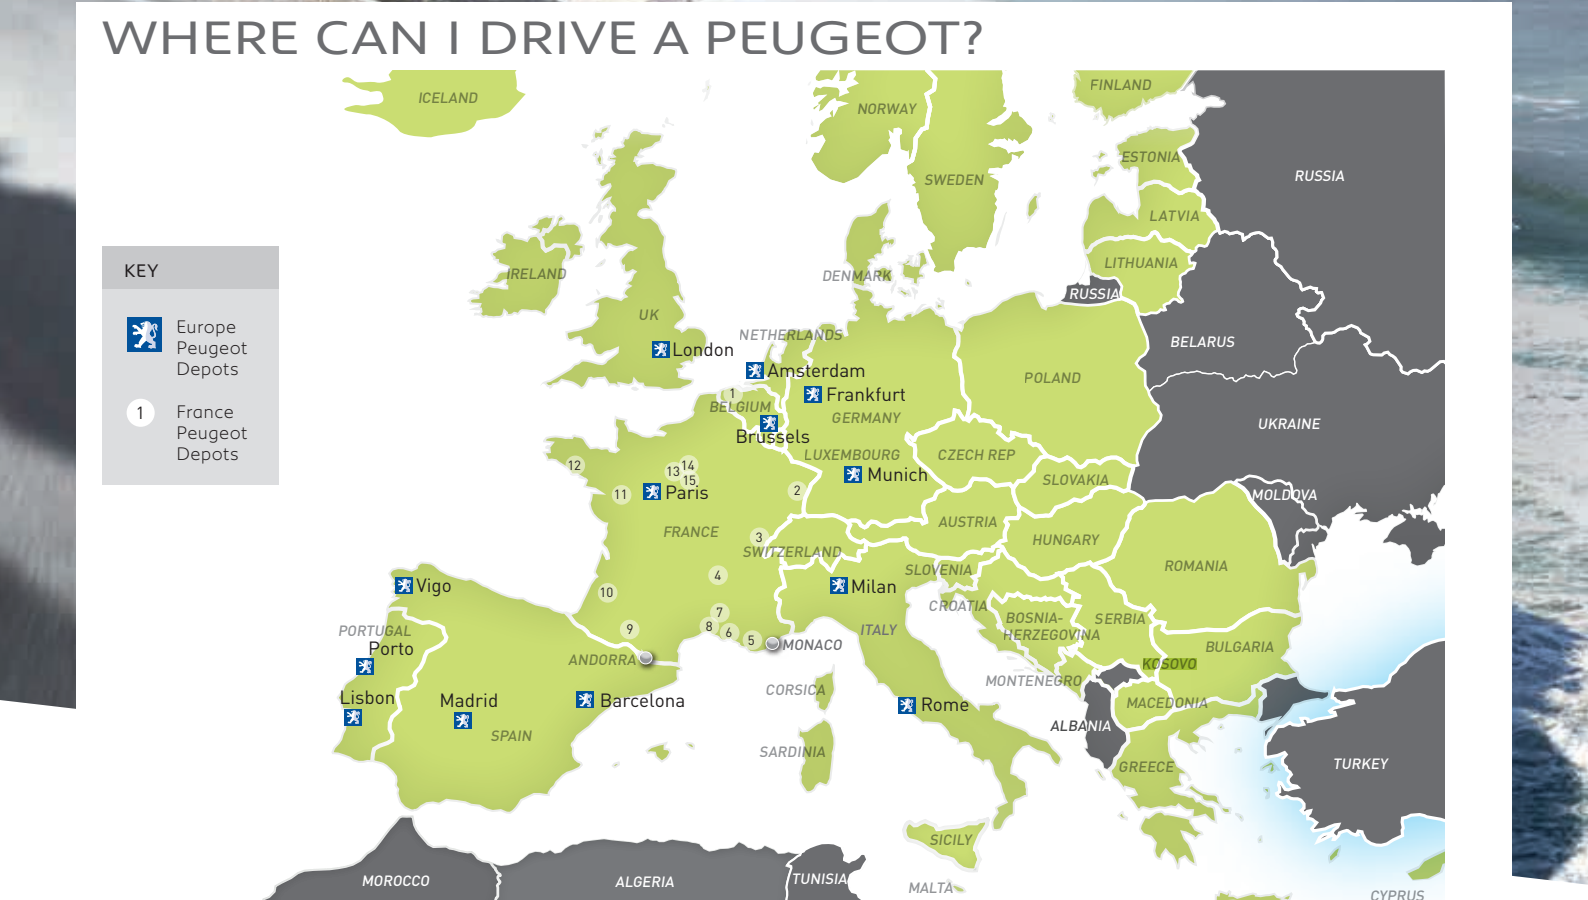 WHERE CAN I DRIVE A PEUGEOT?
ICELAND
NORWAY
FINLAND
SWEDEN
ESTONIA
RUSSIA
LATVIA
LITHUANIA
RUSSIA
DENMARK
IRELAND
UK
KEY
Europe
Peugeot
Depots
1
France
Peugeot
Depots
London
NETHERLANDS
Amsterdam
Frankfurt
BELARUS
POLAND
1
BELGIUM
GERMANY
Brussels
UKRAINE
LUXEMBOURG
CZECH REP
12
13
14
15
11
Paris
2
Munich
SLOVAKIA
MOLDOVA
FRANCE
3
SWITZERLAND
AUSTRIA
HUNGARY
ROMANIA
4
SLOVENIA
Vigo
10
Milan
CROATIA
7
8
6
5
9
MONACO
ITALY
BOSNIA-
HERZEGOVINA
SERBIA
BULGARIA
PORTUGAL
Porto
ANDORRA
KOSOVO
MONTENEGRO
CORSICA
Lisbon
Madrid
Barcelona
Rome
MACEDONIA
ALBANIA
SPAIN
SARDINIA
GREECE
TURKEY
SICILY
MOROCCO
ALGERIA
TUNISIA
MALTA
CYPRUS